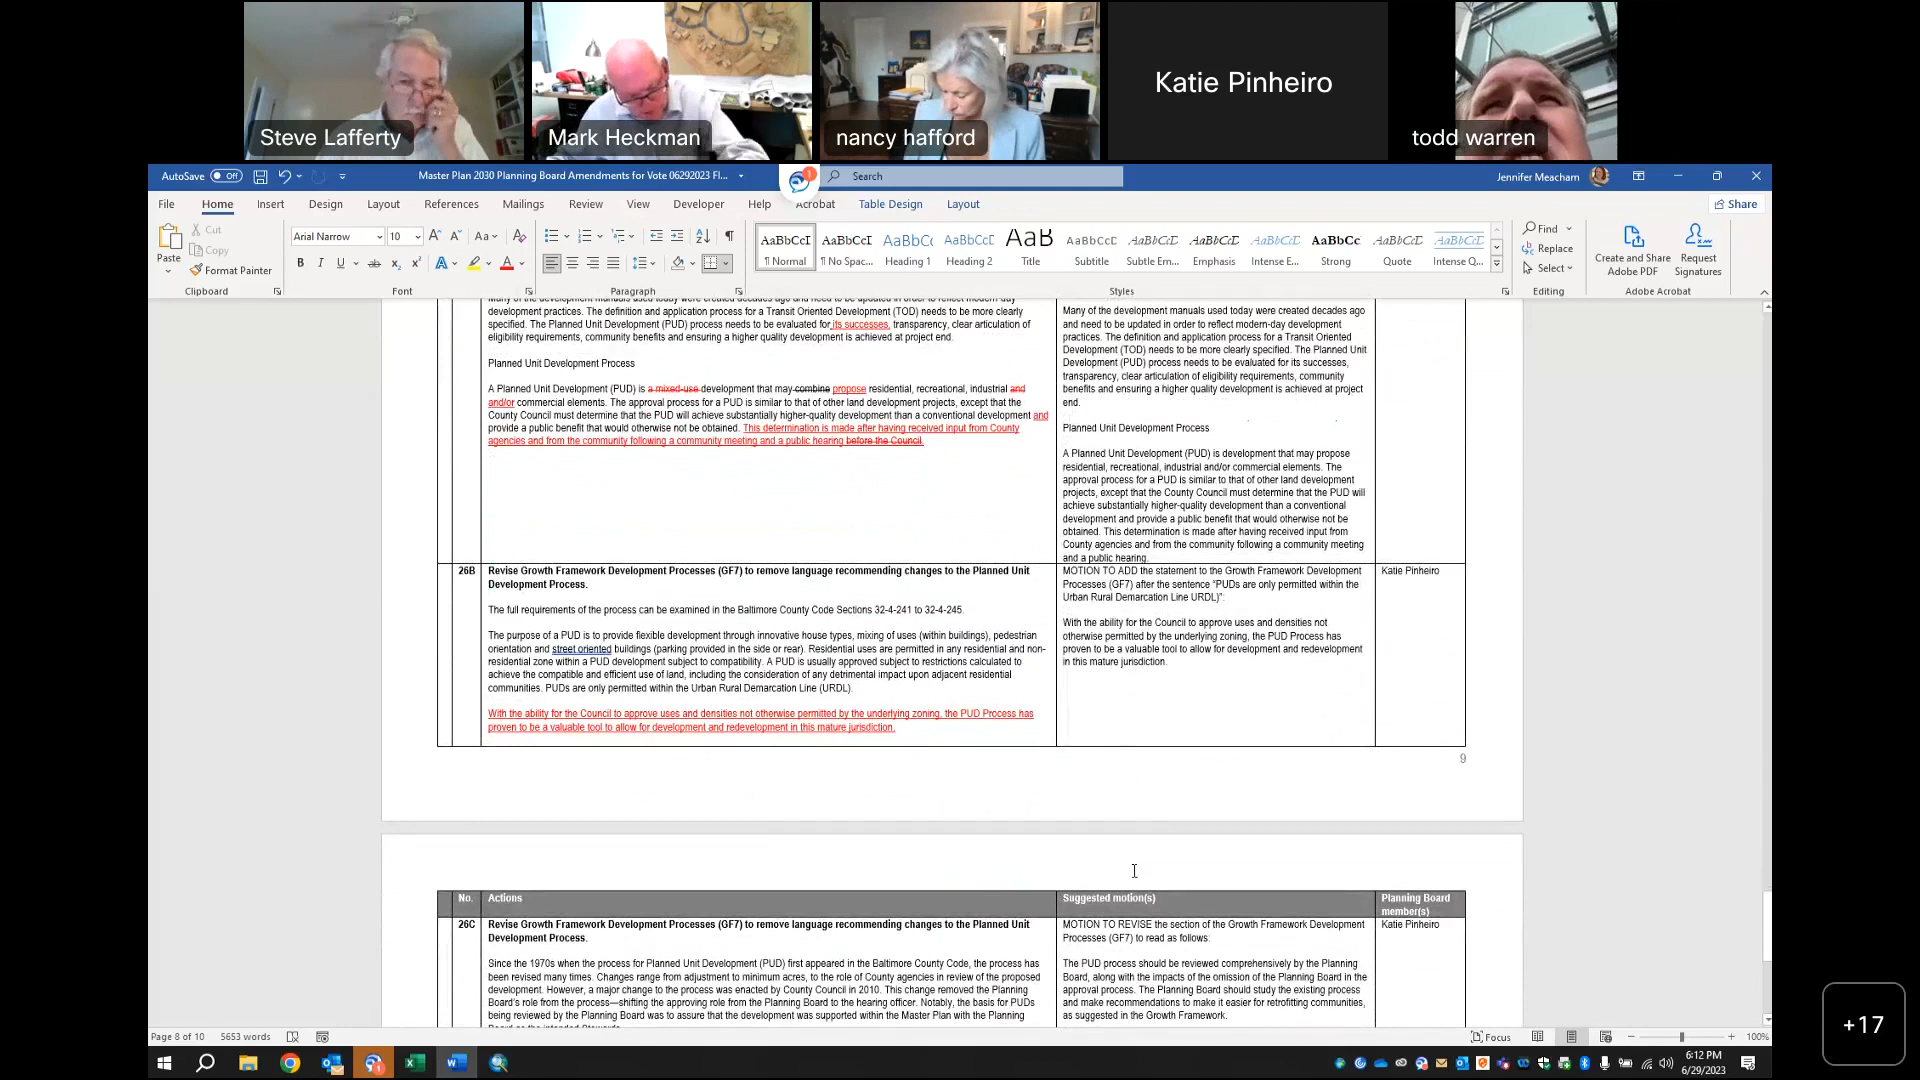 Steve Lafferty
Mark Heckman
nancy hafford
Katie Pinheiro
todd warren
AutoSave Off
Master Plan 2030 Planning Board Amendments for Vote 06292023 Fl...
Search
Jennifer Meacham
File Home Insert Design Layout References Mailings Review View Developer Help Acrobat Table Design Layout
Share
Paste
Cut
Copy
Format Painter
Clipboard
Arial Narrow 10
Font
Paragraph
AaBbCcI AaBbCcI AaBbC AaBbCcI AaB AaBbCcI AaBbCcI AaBbCcI AaBbCcI AaBbCc AaBbCcI AaBbCcI
¶ Normal ¶ No Spac... Heading 1 Heading 2 Title Subtitle Subtle Em... Emphasis Intense E... Strong Quote Intense Q...
Styles
Find
Replace
Select
Editing
Create and Share Adobe PDF
Request Signatures
Adobe Acrobat
Many of the development manuals used today were created decades ago and need to be updated in order to reflect modern-day
development practices. The definition and application process for a Transit Oriented Development (TOD) needs to be more clearly
specified. The Planned Unit Development (PUD) process needs to be evaluated for its successes, transparency, clear articulation of
eligibility requirements, community benefits and ensuring a higher quality development is achieved at project end.
Planned Unit Development Process
A Planned Unit Development (PUD) is a mixed-use development that may combine propose residential, recreational, industrial and
and/or commercial elements. The approval process for a PUD is similar to that of other land development projects, except that the
County Council must determine that the PUD will achieve substantially higher-quality development than a conventional development and
provide a public benefit that would otherwise not be obtained. This determination is made after having received input from County
agencies and from the community following a community meeting and a public hearing before the Council.
Many of the development manuals used today were created decades ago
and need to be updated in order to reflect modern-day development
practices. The definition and application process for a Transit Oriented
Development (TOD) needs to be more clearly specified. The Planned Unit
Development (PUD) process needs to be evaluated for its successes,
transparency, clear articulation of eligibility requirements, community
benefits and ensuring a higher quality development is achieved at project
end.
Planned Unit Development Process
A Planned Unit Development (PUD) is development that may propose
residential, recreational, industrial and/or commercial elements. The
approval process for a PUD is similar to that of other land development
projects, except that the County Council must determine that the PUD will
achieve substantially higher-quality development than a conventional
development and provide a public benefit that would otherwise not be
obtained. This determination is made after having received input from
County agencies and from the community following a community meeting
and a public hearing.
26B
Revise Growth Framework Development Processes (GF7) to remove language recommending changes to the Planned Unit
Development Process.
The full requirements of the process can be examined in the Baltimore County Code Sections 32-4-241 to 32-4-245.
The purpose of a PUD is to provide flexible development through innovative house types, mixing of uses (within buildings), pedestrian
orientation and street oriented buildings (parking provided in the side or rear). Residential uses are permitted in any residential and non-
residential zone within a PUD development subject to compatibility. A PUD is usually approved subject to restrictions calculated to
achieve the compatible and efficient use of land, including the consideration of any detrimental impact upon adjacent residential
communities. PUDs are only permitted within the Urban Rural Demarcation Line (URDL).
With the ability for the Council to approve uses and densities not otherwise permitted by the underlying zoning, the PUD Process has
proven to be a valuable tool to allow for development and redevelopment in this mature jurisdiction.
MOTION TO ADD the statement to the Growth Framework Development
Processes (GF7) after the sentence "PUDs are only permitted within the
Urban Rural Demarcation Line URDL)":
With the ability for the Council to approve uses and densities not
otherwise permitted by the underlying zoning, the PUD Process has
proven to be a valuable tool to allow for development and redevelopment
in this mature jurisdiction.
Katie Pinheiro
9
No. Actions Suggested motion(s) Planning Board
member(s)
26C
Revise Growth Framework Development Processes (GF7) to remove language recommending changes to the Planned Unit
Development Process.
Since the 1970s when the process for Planned Unit Development (PUD) first appeared in the Baltimore County Code, the process has
been revised many times. Changes range from adjustment to minimum acres, to the role of County agencies in review of the proposed
development. However, a major change to the process was enacted by County Council in 2010. This change removed the Planning
Board's role from the process—shifting the approving role from the Planning Board to the hearing officer. Notably, the basis for PUDs
being reviewed by the Planning Board was to assure that the development was supported within the Master Plan with the Planning
MOTION TO REVISE the section of the Growth Framework Development
Processes (GF7) to read as follows:
The PUD process should be reviewed comprehensively by the Planning
Board, along with the impacts of the omission of the Planning Board in the
approval process. The Planning Board should study the existing process
and make recommendations to make it easier for retrofitting communities,
as suggested in the Growth Framework.
Katie Pinheiro
Page 8 of 10 5653 words
Focus
100%
6:12 PM
6/29/2023
+17